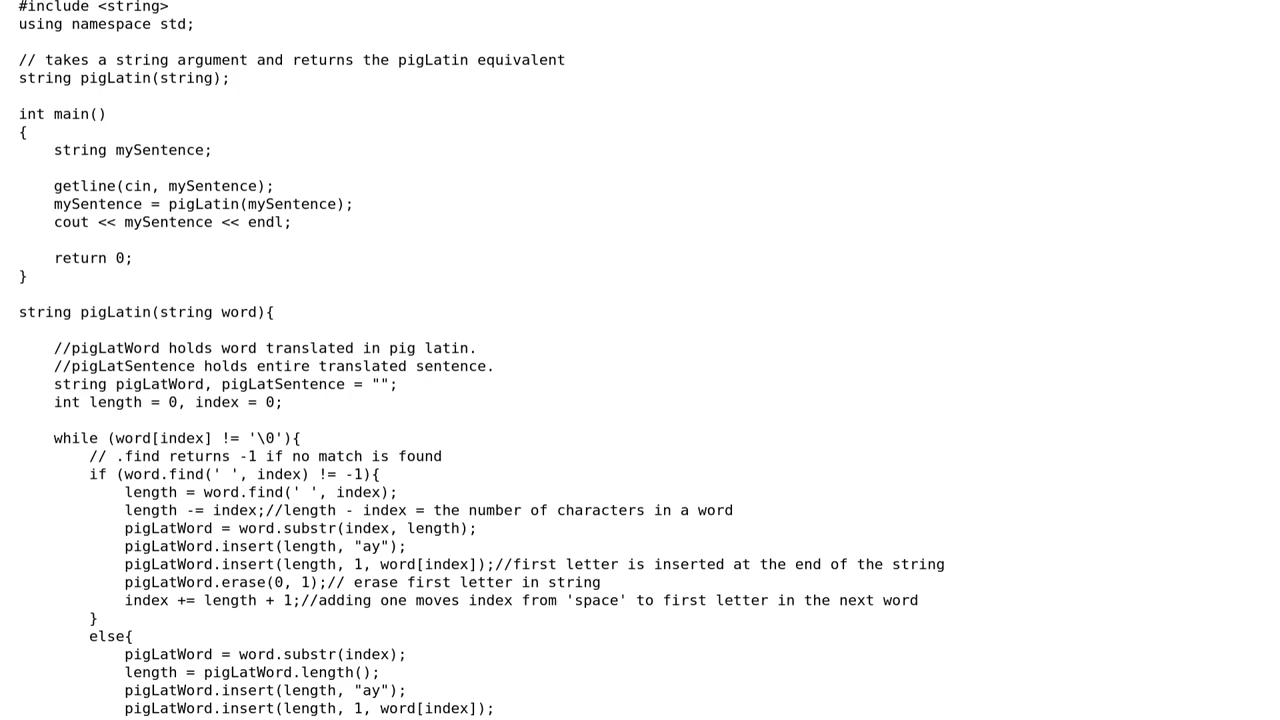 #include <string>
using namespace std;

// takes a string argument and returns the pigLatin equivalent
string pigLatin(string);

int main()
{
    string mySentence;

    getline(cin, mySentence);
    mySentence = pigLatin(mySentence);
    cout << mySentence << endl;

    return 0;
}

string pigLatin(string word){

    //pigLatWord holds word translated in pig latin.
    //pigLatSentence holds entire translated sentence.
    string pigLatWord, pigLatSentence = "";
    int length = 0, index = 0;

    while (word[index] != '\0'){
        // .find returns -1 if no match is found
        if (word.find(' ', index) != -1){
            length = word.find(' ', index);
            length -= index;//length - index = the number of characters in a word
            pigLatWord = word.substr(index, length);
            pigLatWord.insert(length, "ay");
            pigLatWord.insert(length, 1, word[index]);//first letter is inserted at the end of the string
            pigLatWord.erase(0, 1);// erase first letter in string
            index += length + 1;//adding one moves index from 'space' to first letter in the next word
        }
        else{
            pigLatWord = word.substr(index);
            length = pigLatWord.length();
            pigLatWord.insert(length, "ay");
            pigLatWord.insert(length, 1, word[index]);